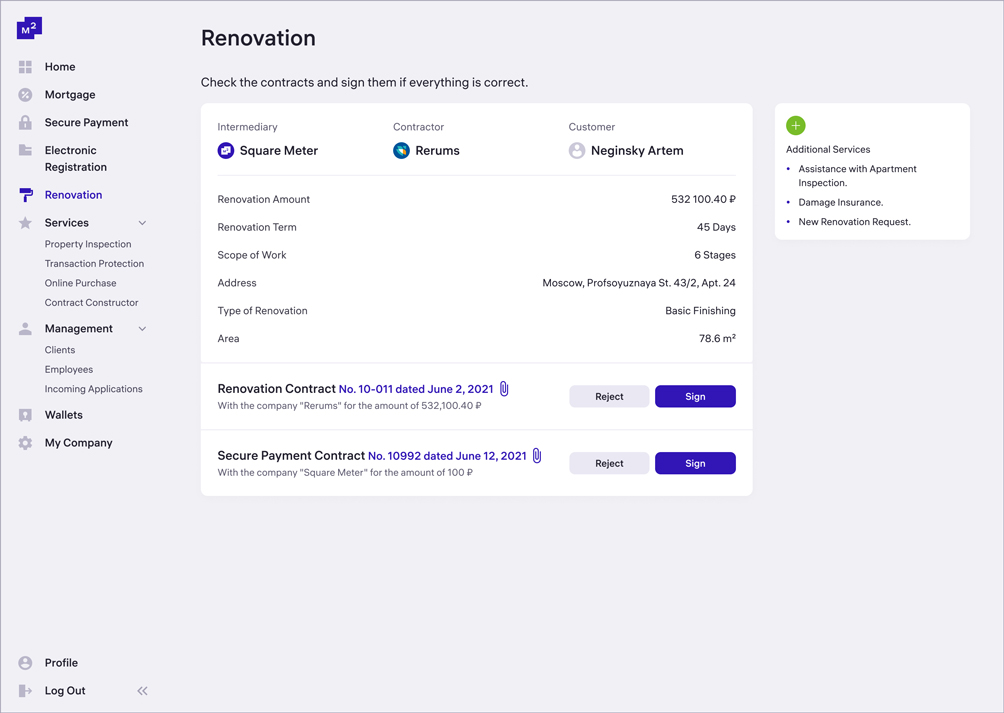 M²
Home
Mortgage
Secure Payment
Electronic
Registration
Renovation
Services
Property Inspection
Transaction Protection
Online Purchase
Contract Constructor
Management
Clients
Employees
Incoming Applications
Wallets
My Company
Profile
Log Out
Renovation
Check the contracts and sign them if everything is correct.
Intermediary
Square Meter
Contractor
Rerums
Customer
Neginsky Artem
Renovation Amount 532 100.40 ₽
Renovation Term 45 Days
Scope of Work 6 Stages
Address Moscow, Profsoyuznaya St. 43/2, Apt. 24
Type of Renovation Basic Finishing
Area 78.6 m²
Renovation Contract No. 10-011 dated June 2, 2021
With the company "Rerums" for the amount of 532,100.40 ₽
Reject Sign
Secure Payment Contract No. 10992 dated June 12, 2021
With the company "Square Meter" for the amount of 100 ₽
Reject Sign
Additional Services
• Assistance with Apartment
Inspection.
• Damage Insurance.
• New Renovation Request.